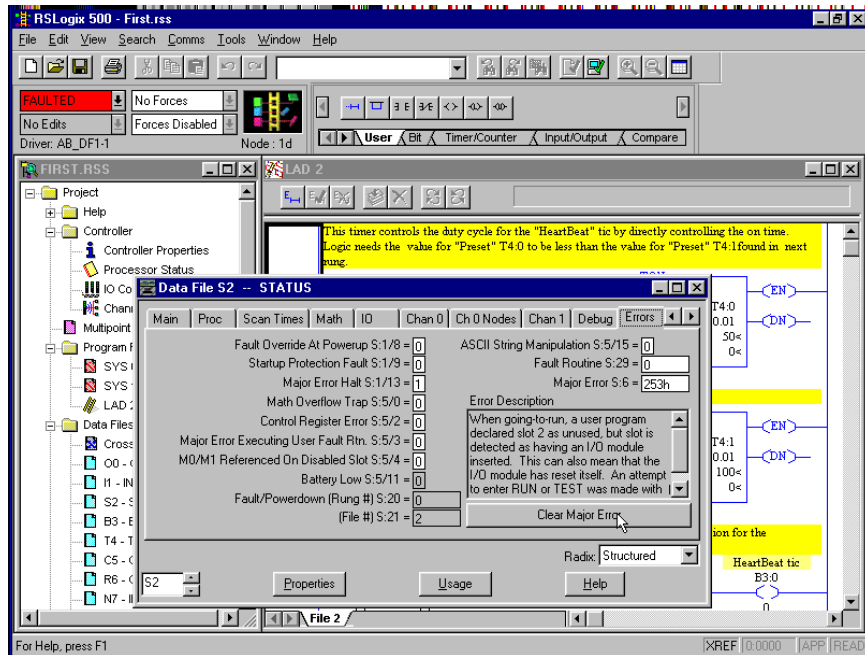 RSLogix 500 - First.rss
File Edit View Search Comms Tools Window Help
FAULTED
No Forces
No Edits
Forces Disabled
Driver: AB_DF1-1
Node : 1d
User Bit Timer/Counter Input/Output Compare
FIRST.RSS
Project
Help
Controller
Controller Properties
Processor Status
IO Co
Chan
Multipoint
Program F
SYS
SYS
LAD 2
Data Files
Cross
O0 -
I1 - IN
S2 - S
B3 - B
T4 - T
C5 - C
R6 -
N7 - I
LAD 2
This timer controls the duty cycle for the "HeartBeat" tic by directly controlling the on time.
Logic needs the value for "Preset" T4:0 to be less than the value for "Preset" T4:1found in next
rung.
EN
T4:0
0.01
DN
50<
0<
EN
T4:1
0.01
DN
100<
0<
ion for the
HeartBeat tic
B3:0
0
Data File S2 -- STATUS
Main Proc Scan Times Math IO Chan 0 Ch 0 Nodes Chan 1 Debug Errors
Fault Override At Powerup S:1/8 = 0
Startup Protection Fault S:1/9 = 0
Major Error Halt S:1/13 = 1
Math Overflow Trap S:5/0 = 0
Control Register Error S:5/2 = 0
Major Error Executing User Fault Rtn. S:5/3 = 0
M0/M1 Referenced On Disabled Slot S:5/4 = 0
Battery Low S:5/11 = 0
Fault/Powerdown (Rung #) S:20 = 0
(File #) S:21 = 2
ASCII String Manipulation S:5/15 = 0
Fault Routine S:29 = 0
Major Error S:6 = 253h
Error Description
When going-to-run, a user program
declared slot 2 as unused, but slot is
detected as having an I/O module
inserted. This can also mean that the
I/O module has reset itself. An attempt
to enter RUN or TEST was made with
Clear Major Error
Radix: Structured
S2
Properties
Usage
Help
File 2
For Help, press F1
XREF 0:0000 APP READ